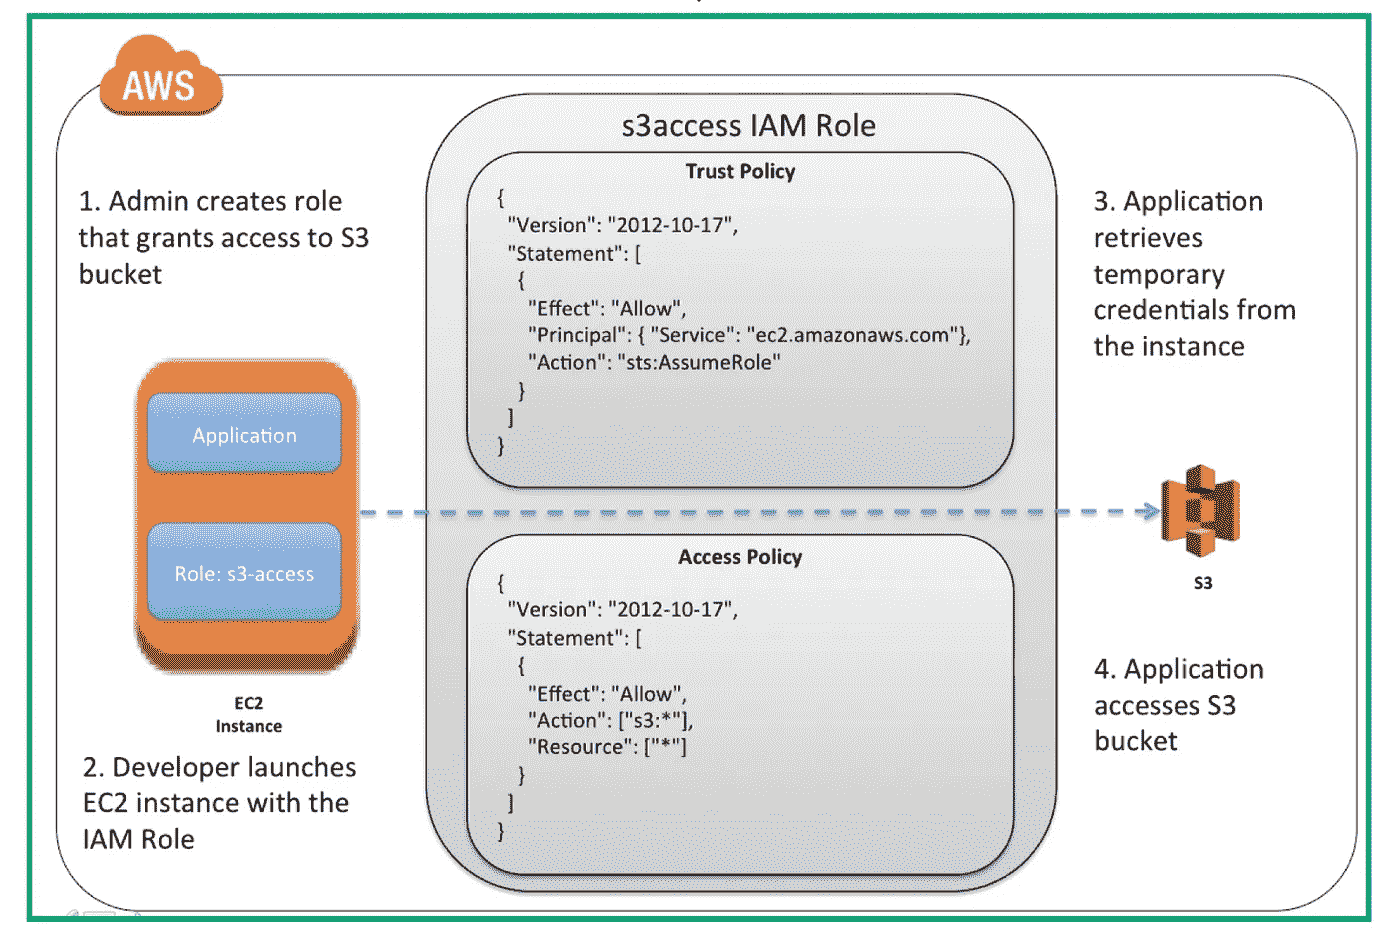 AWS
s3access IAM Role
1. Admin creates role
that grants access to S3
bucket
Trust Policy
{
"Version": "2012-10-17",
"Statement": [
{
"Effect": "Allow",
"Principal": { "Service": "ec2.amazonaws.com"},
"Action": "sts:AssumeRole"
}
]
}
3. Application
retrieves
temporary
credentials from
the instance
Application
Role: s3-access
EC2
Instance
2. Developer launches
EC2 instance with the
IAM Role
Access Policy
{
"Version": "2012-10-17",
"Statement": [
{
"Effect": "Allow",
"Action": ["s3:*"],
"Resource": ["*"]
}
]
}
S3
4. Application
accesses S3
bucket